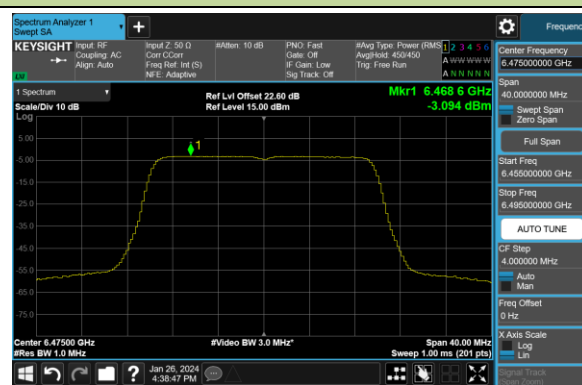 Spectrum Analyzer 1
Swept SA
Frequen
KEYSIGHT
Input: RF
Coupling: AC
Align: Auto
Input Z: 50 Ω
Corr CCorr
Freq Ref: Int (S)
NFE: Adaptive
#Atten: 10 dB
PNO: Fast
Gate: Off
IF Gain: Low
Sig Track: Off
#Avg Type: Power (RMS
Avg|Hold: 450/450
Trig: Free Run
1 2 3 4 5 6
A W W W W W
A N N N N N
LW
1 Spectrum
Scale/Div 10 dB
Log
Ref Lvl Offset 22.60 dB
Ref Level 15.00 dBm
Mkr1 6.468 6 GHz
-3.094 dBm
1
5.00
-5.00
-15.0
-25.0
-35.0
-45.0
-55.0
-65.0
-75.0
Center 6.47500 GHz
#Res BW 1.0 MHz
#Video BW 3.0 MHz*
Span 40.00 MHz
Sweep 1.00 ms (201 pts)
Jan 26, 2024
4:38:47 PM
Center Frequency
6.475000000 GHz
Span
40.0000000 MHz
Swept Span
Zero Span
Full Span
Start Freq
6.455000000 GHz
Stop Freq
6.495000000 GHz
AUTO TUNE
CF Step
4.000000 MHz
Auto
Man
Freq Offset
0 Hz
X Axis Scale
Log
Lin
Signal Track
(Span Zoom)